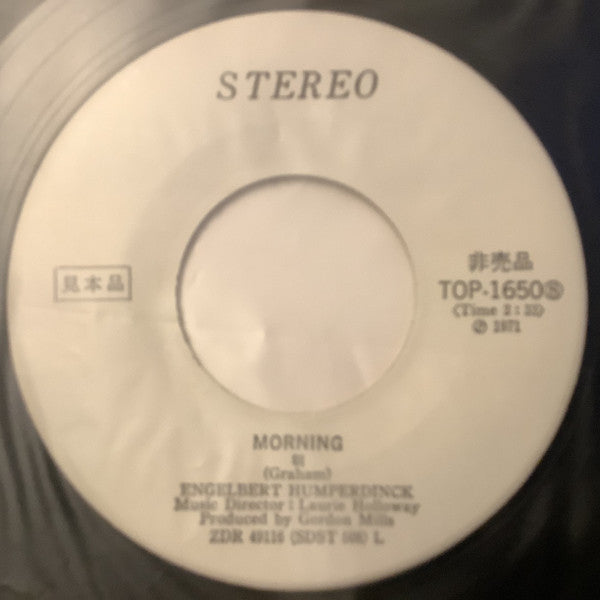 STEREO
見本品
非売品
TOP-1650Ⓢ
(Time 2:33)
Ⓟ 1971
MORNING
(Graham)
ENGELBERT HUMPERDINCK
Music Director : Laurie Holloway
Produced by Gordon Mills
ZDR 49116 (SDST 508) L